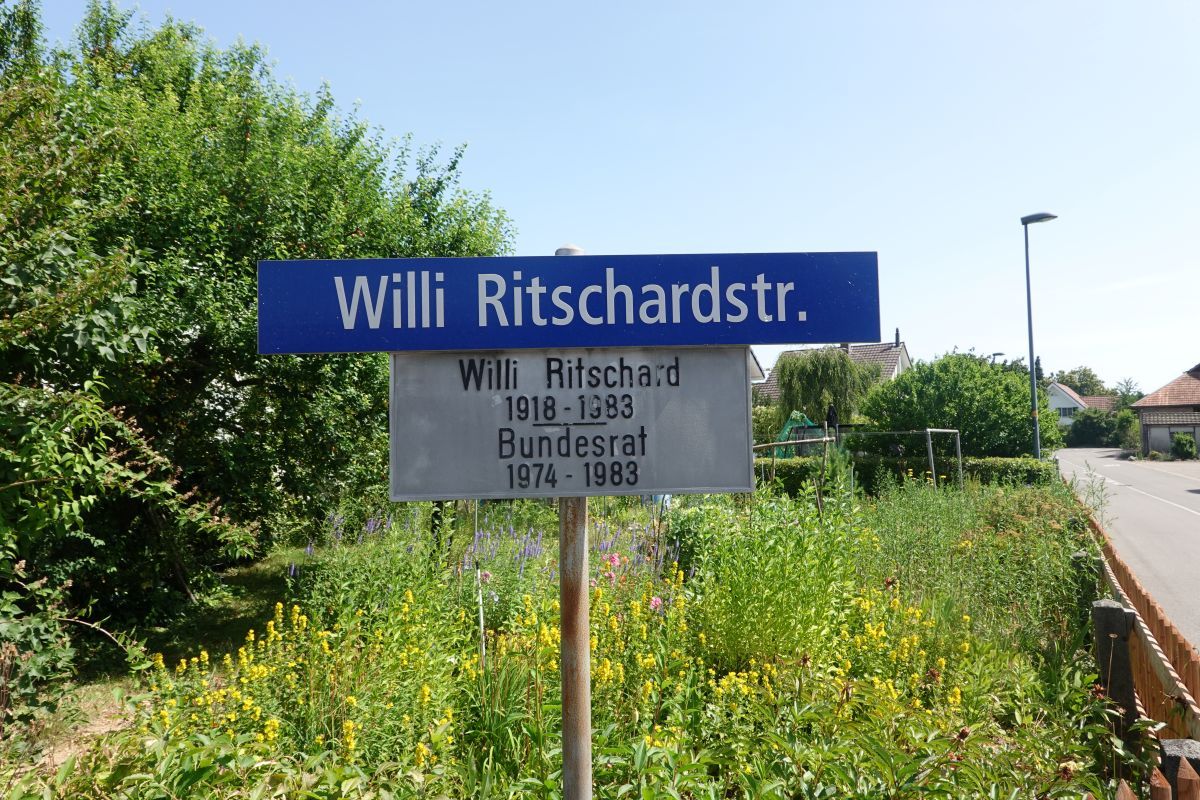 Willi Ritschardstr.
Willi Ritschard
1918 - 1983
Bundesrat
1974 - 1983